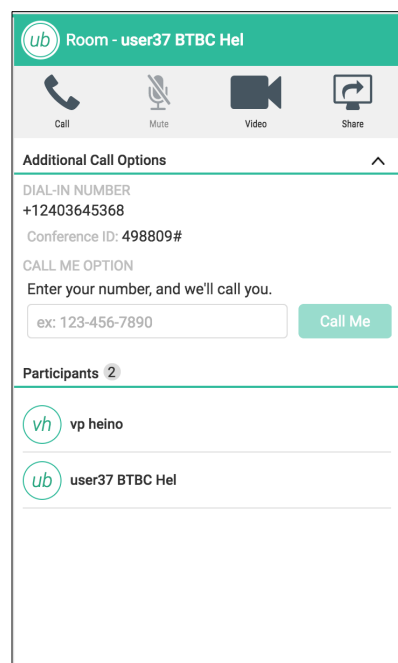 ub Room - user37 BTBC Hel
Call Mute Video Share
Additional Call Options
DIAL-IN NUMBER
+12403645368
Conference ID: 498809#
CALL ME OPTION
Enter your number, and we'll call you.
ex: 123-456-7890 Call Me
Participants 2
vh vp heino
ub user37 BTBC Hel